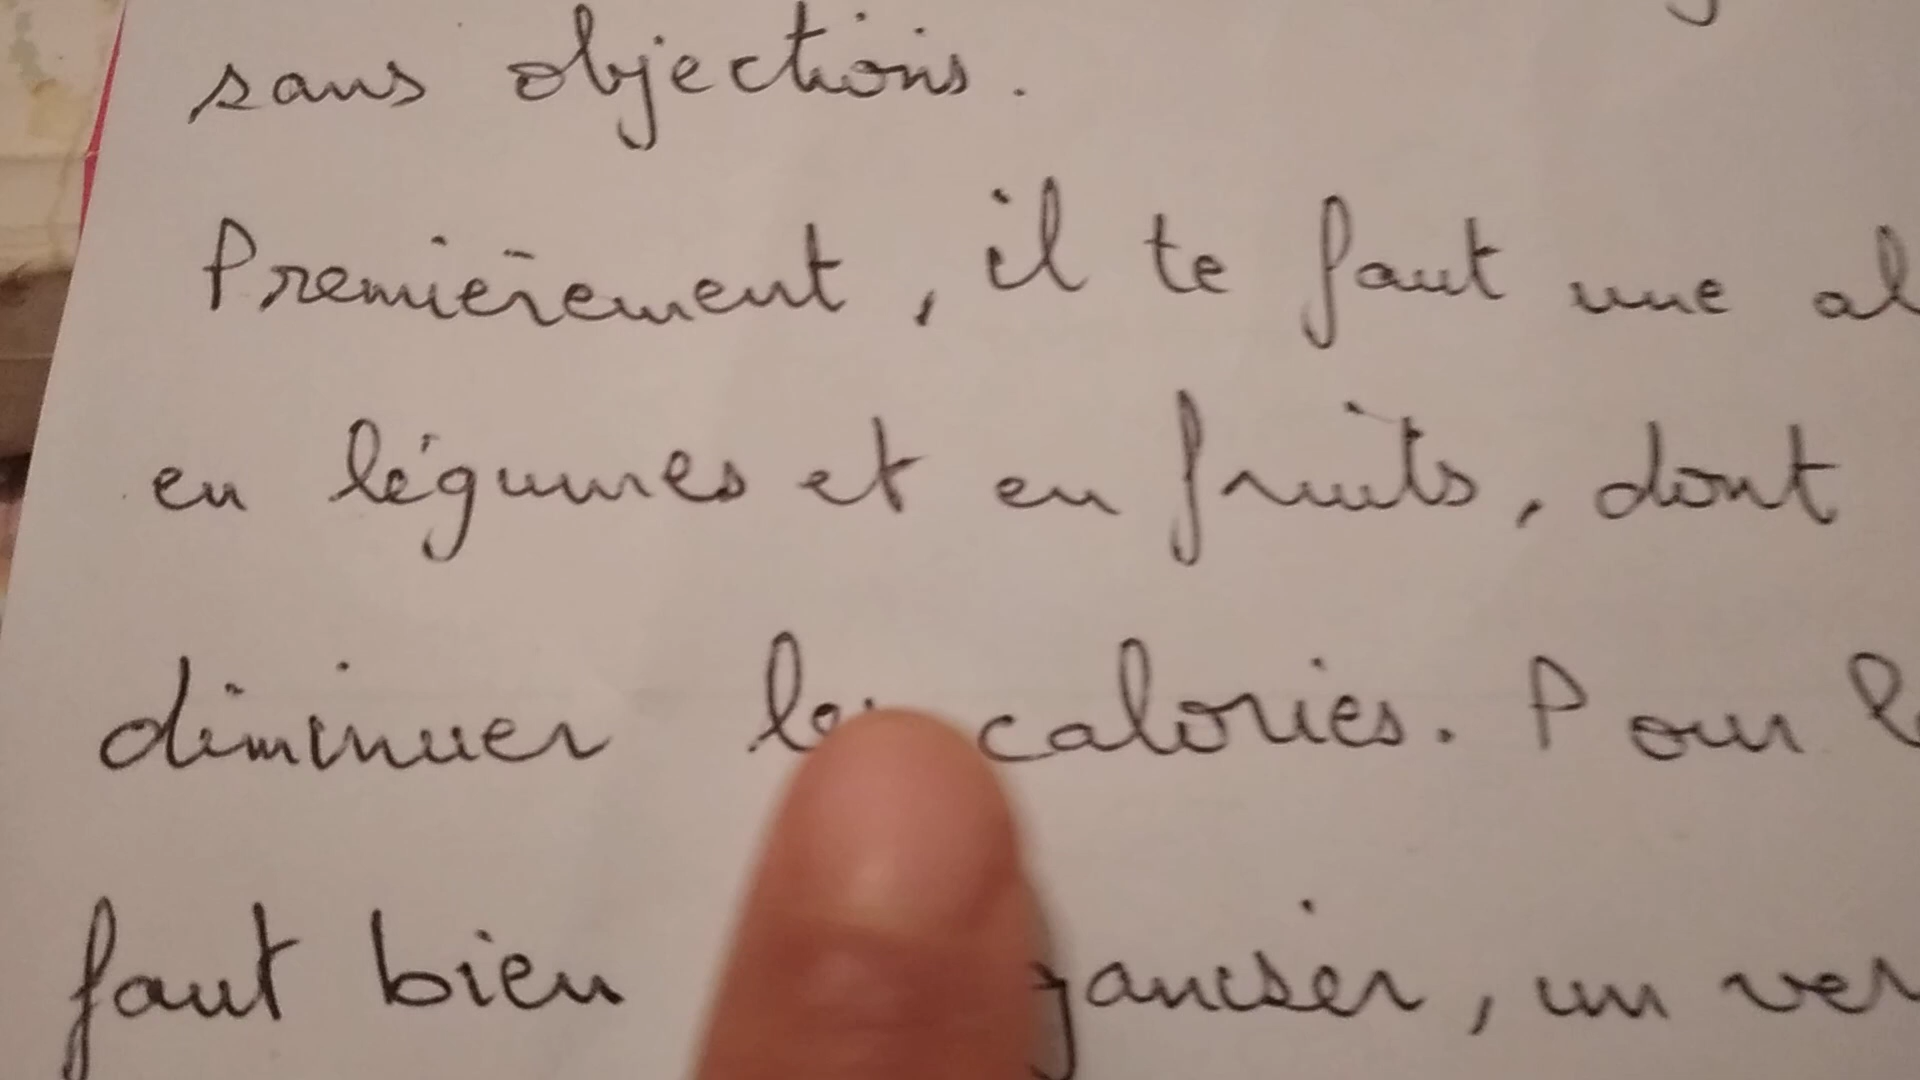 sans objections.
Premièrement, il te faut une
en légumes et en fruits, dont
diminuer calories. Pour
faut bien , un